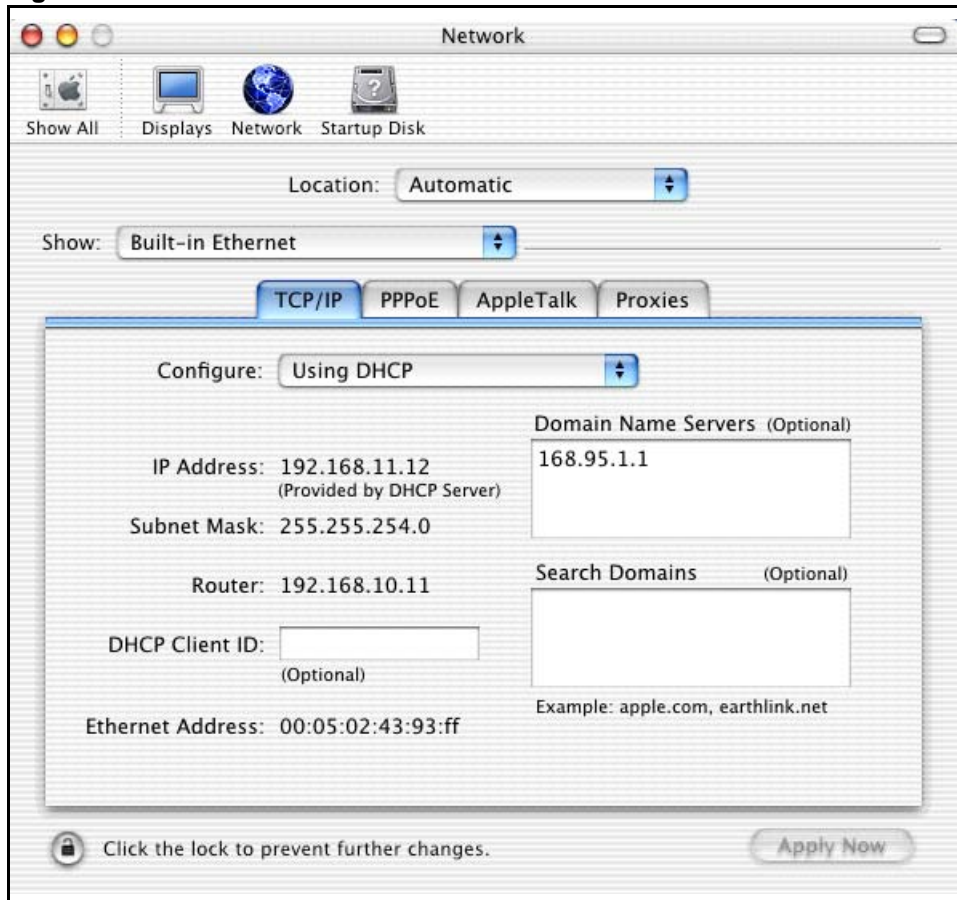 Network
Show All
Displays
Network
Startup Disk
Location: Automatic
Show: Built-in Ethernet
TCP/IP
PPPoE
AppleTalk
Proxies
Configure: Using DHCP
Domain Name Servers (Optional)
168.95.1.1
IP Address: 192.168.11.12
(Provided by DHCP Server)
Subnet Mask: 255.255.254.0
Router: 192.168.10.11
Search Domains (Optional)
DHCP Client ID:
(Optional)
Example: apple.com, earthlink.net
Ethernet Address: 00:05:02:43:93:ff
Click the lock to prevent further changes.
Apply Now